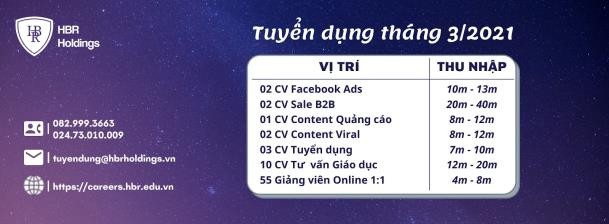 HBR
Holdings
082.999.3663
024.73.010.009
tuyendung@hbrholdings.vn
https://careers.hbr.edu.vn
Tuyển dụng tháng 3/2021
VỊ TRÍ THU NHẬP
02 CV Facebook Ads 10m - 13m
02 CV Sale B2B 20m - 40m
01 CV Content Quảng cáo 8m - 12m
02 CV Content Viral 8m - 12m
03 CV Tuyển dụng 7m - 10m
10 CV Tư vấn Giáo dục 12m - 20m
55 Giảng viên Online 1:1 4m - 8m